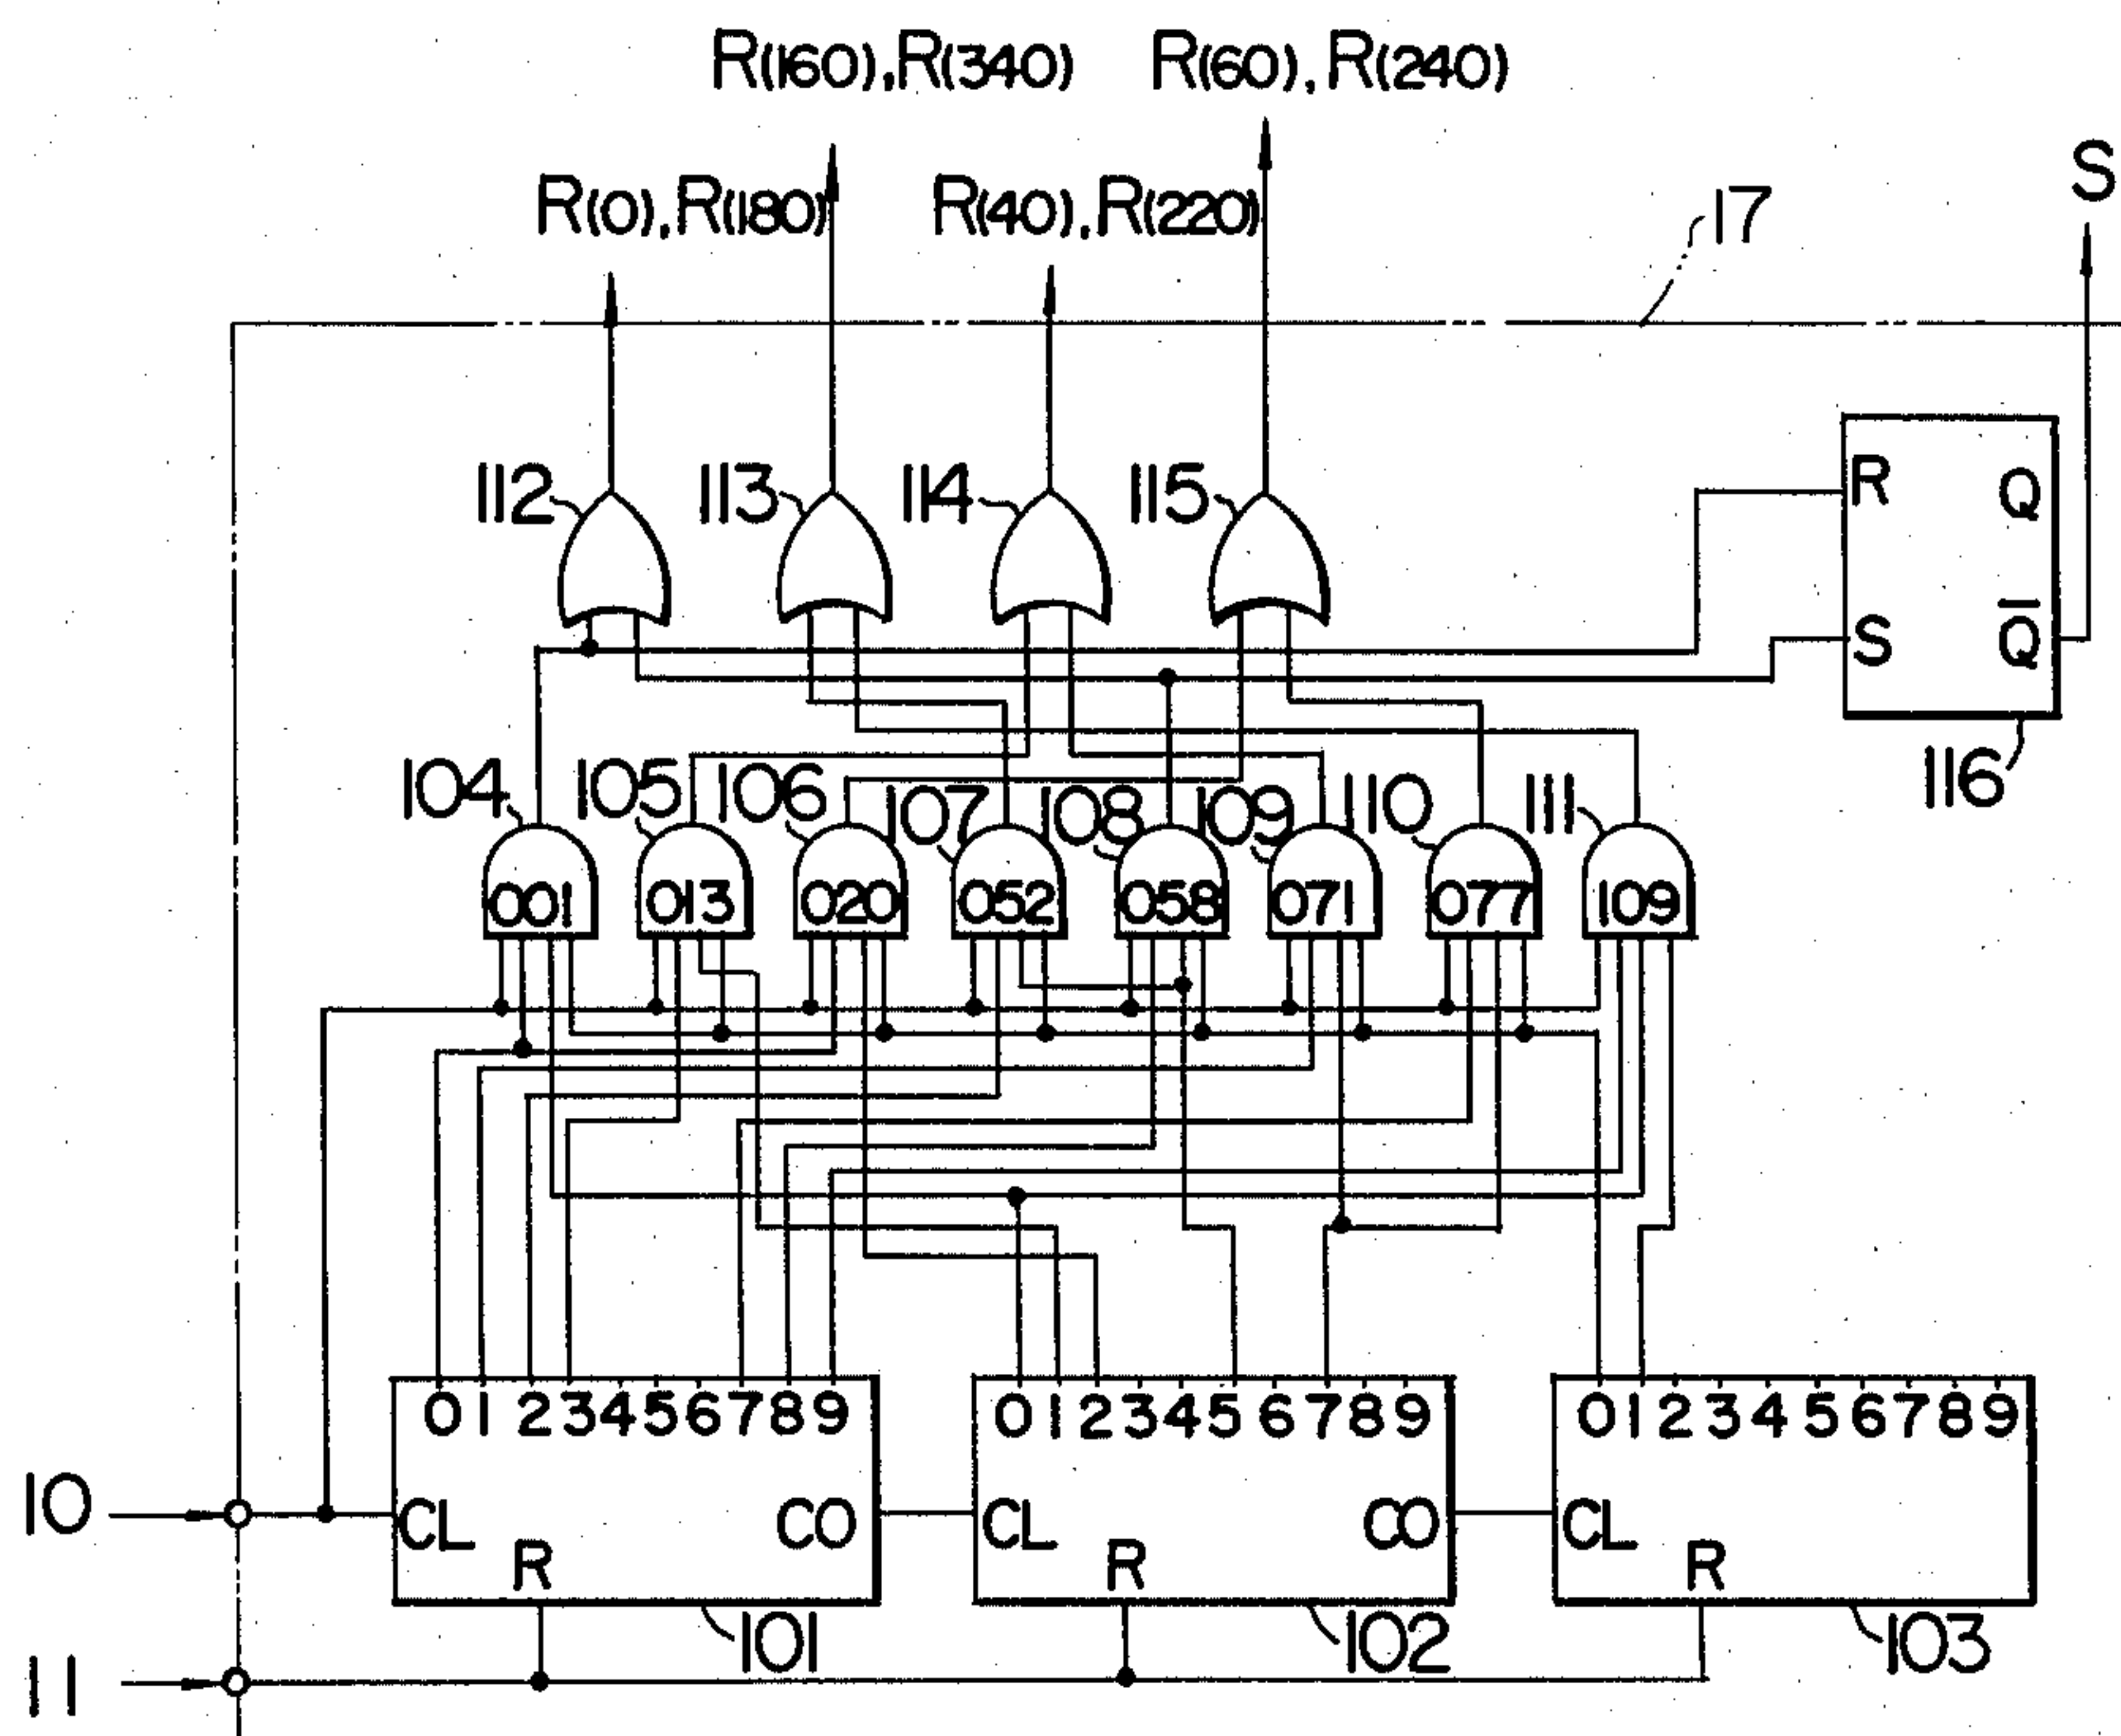 R(160), R(340) R(60), R(240)
R(0), R(180) R(40), R(220) 17 S
112 113 114 115 R Q
S Q̅
104 105 106 107 108 109 110 111 116
001 013 020 052 058 071 077 109
0 1 2 3 4 5 6 7 8 9 0 1 2 3 4 5 6 7 8 9 0 1 2 3 4 5 6 7 8 9
10 CL CO CL CO CL
R R R
11 101 102 103